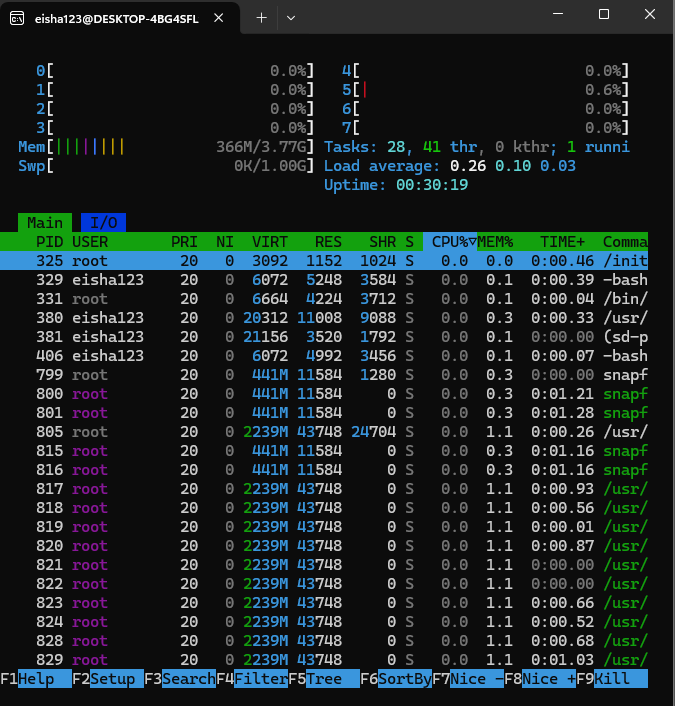 eisha123@DESKTOP-4BG4SFL
0[ 0.0%] 4[ 0.0%]
1[ 0.0%] 5[| 0.6%]
2[ 0.0%] 6[ 0.0%]
3[ 0.0%] 7[ 0.0%]
Mem[|||||||| 366M/3.77G] Tasks: 28, 41 thr, 0 kthr; 1 runni
Swp[ 0K/1.00G] Load average: 0.26 0.10 0.03
Uptime: 00:30:19
Main I/O
PID USER PRI NI VIRT RES SHR S CPU%▽MEM% TIME+ Comma
325 root 20 0 3092 1152 1024 S 0.0 0.0 0:00.46 /init
329 eisha123 20 0 6072 5248 3584 S 0.0 0.1 0:00.39 -bash
331 root 20 0 6664 4224 3712 S 0.0 0.1 0:00.04 /bin/
380 eisha123 20 0 20312 11008 9088 S 0.0 0.3 0:00.33 /usr/
381 eisha123 20 0 21156 3520 1792 S 0.0 0.1 0:00.00 (sd-p
406 eisha123 20 0 6072 4992 3456 S 0.0 0.1 0:00.07 -bash
799 root 20 0 441M 11584 1280 S 0.0 0.3 0:00.00 snapf
800 root 20 0 441M 11584 0 S 0.0 0.3 0:01.21 snapf
801 root 20 0 441M 11584 0 S 0.0 0.3 0:01.28 snapf
805 root 20 0 2239M 43748 24704 S 0.0 1.1 0:00.26 /usr/
815 root 20 0 441M 11584 0 S 0.0 0.3 0:01.16 snapf
816 root 20 0 441M 11584 0 S 0.0 0.3 0:01.16 snapf
817 root 20 0 2239M 43748 0 S 0.0 1.1 0:00.93 /usr/
818 root 20 0 2239M 43748 0 S 0.0 1.1 0:00.56 /usr/
819 root 20 0 2239M 43748 0 S 0.0 1.1 0:00.01 /usr/
820 root 20 0 2239M 43748 0 S 0.0 1.1 0:00.87 /usr/
821 root 20 0 2239M 43748 0 S 0.0 1.1 0:00.00 /usr/
822 root 20 0 2239M 43748 0 S 0.0 1.1 0:00.00 /usr/
823 root 20 0 2239M 43748 0 S 0.0 1.1 0:00.66 /usr/
824 root 20 0 2239M 43748 0 S 0.0 1.1 0:00.52 /usr/
828 root 20 0 2239M 43748 0 S 0.0 1.1 0:00.68 /usr/
829 root 20 0 2239M 43748 0 S 0.0 1.1 0:01.03 /usr/
F1Help F2Setup F3SearchF4FilterF5Tree F6SortByF7Nice -F8Nice +F9Kill